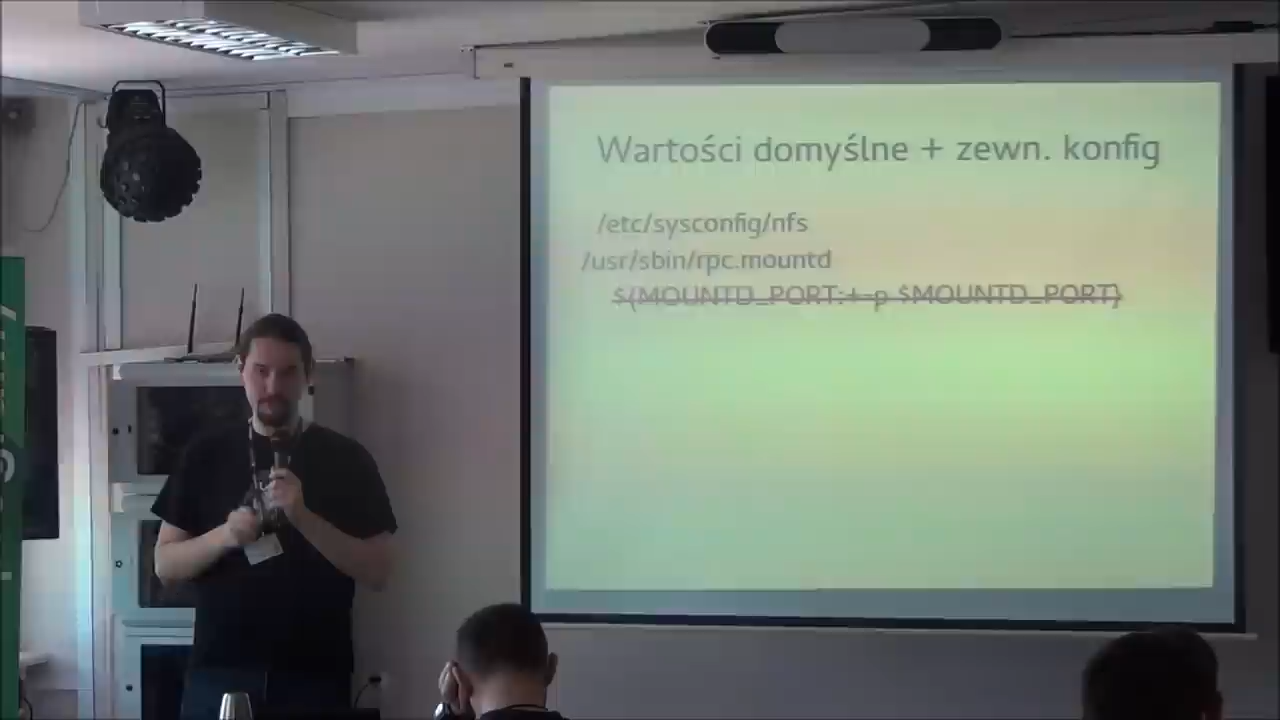 Wartości domyślne + zewn. konfig
/etc/sysconfig/nfs
/usr/sbin/rpc.mountd
${MOUNTD_PORT:+-p $MOUNTD_PORT}